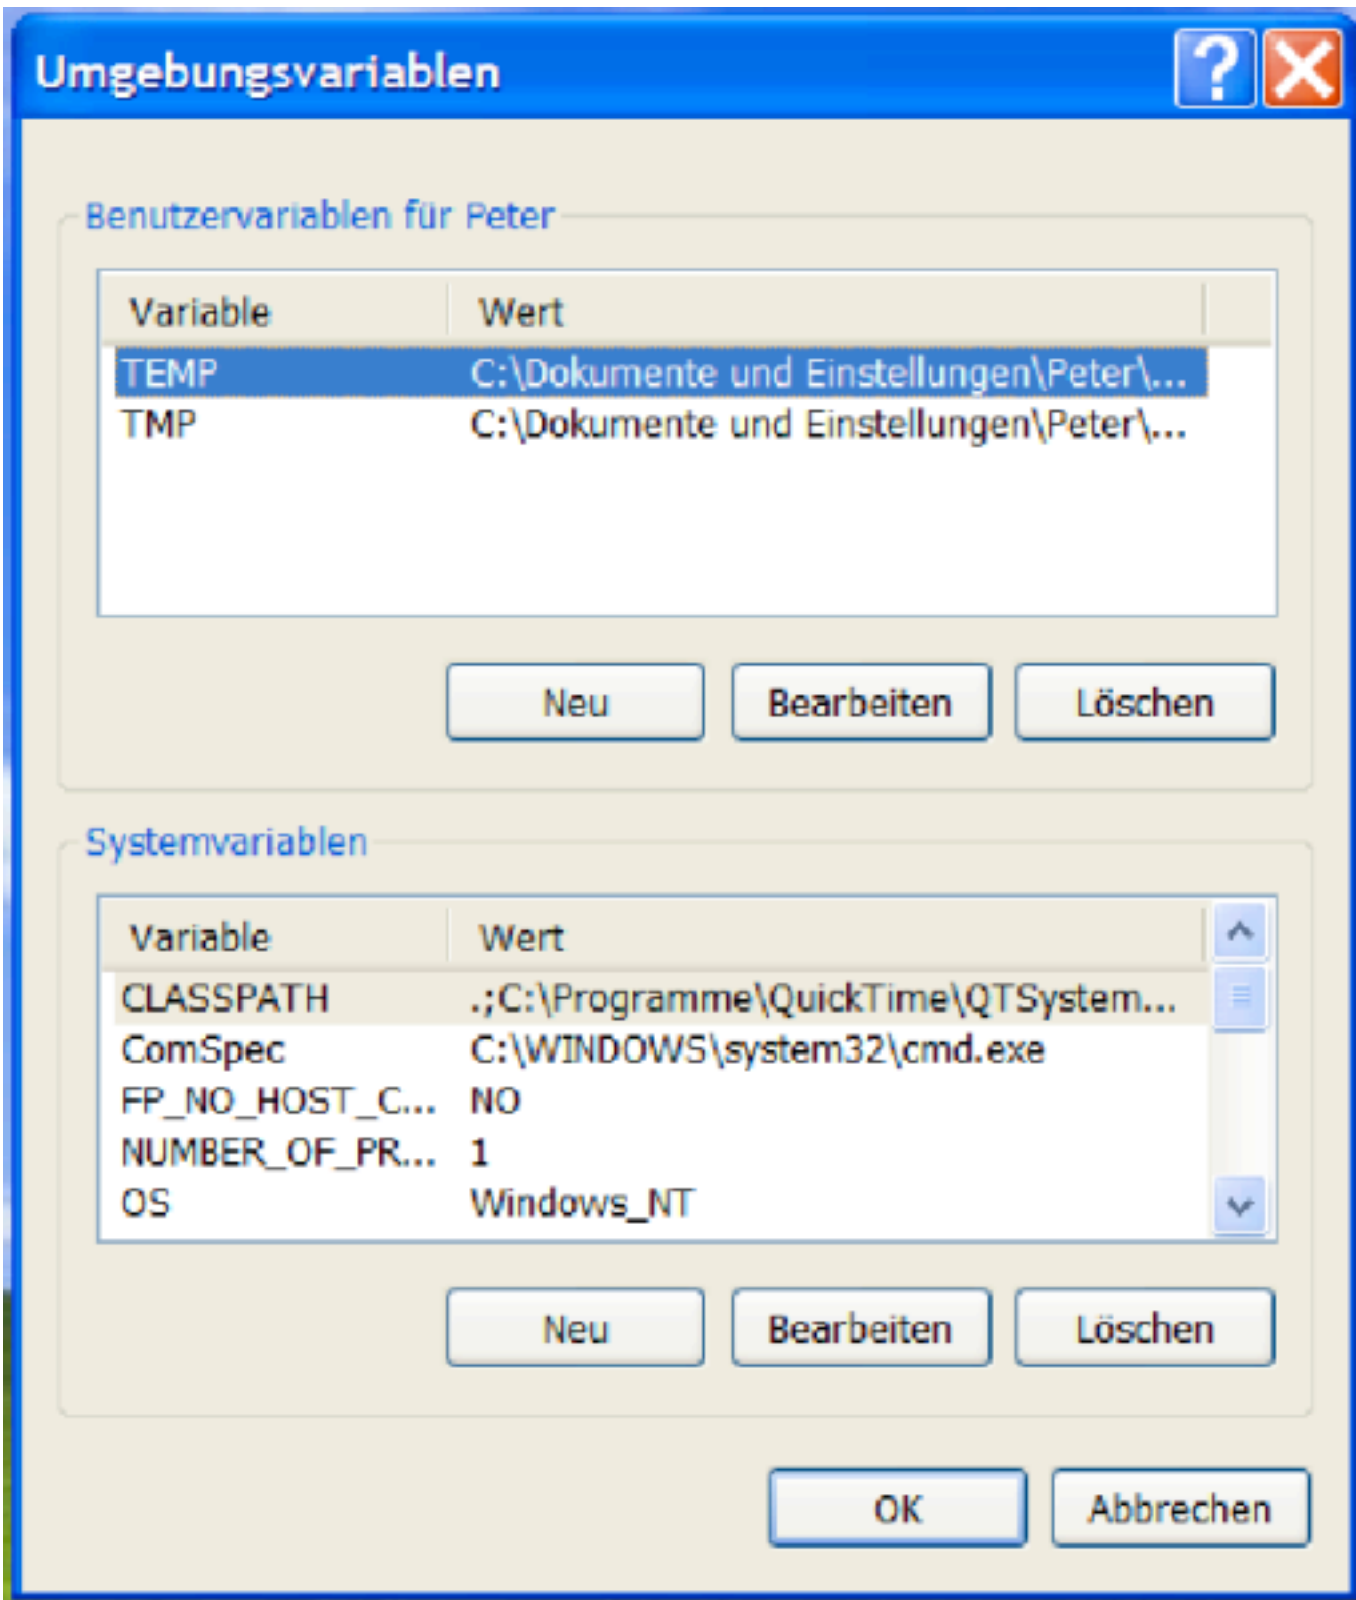 Umgebungsvariablen
Benutzervariablen für Peter
Variable Wert
TEMP C:\Dokumente und Einstellungen\Peter\...
TMP C:\Dokumente und Einstellungen\Peter\...
Neu Bearbeiten Löschen
Systemvariablen
Variable Wert
CLASSPATH .;C:\Programme\QuickTime\QTSystem...
ComSpec C:\WINDOWS\system32\cmd.exe
FP_NO_HOST_C... NO
NUMBER_OF_PR... 1
OS Windows_NT
Neu Bearbeiten Löschen
OK Abbrechen